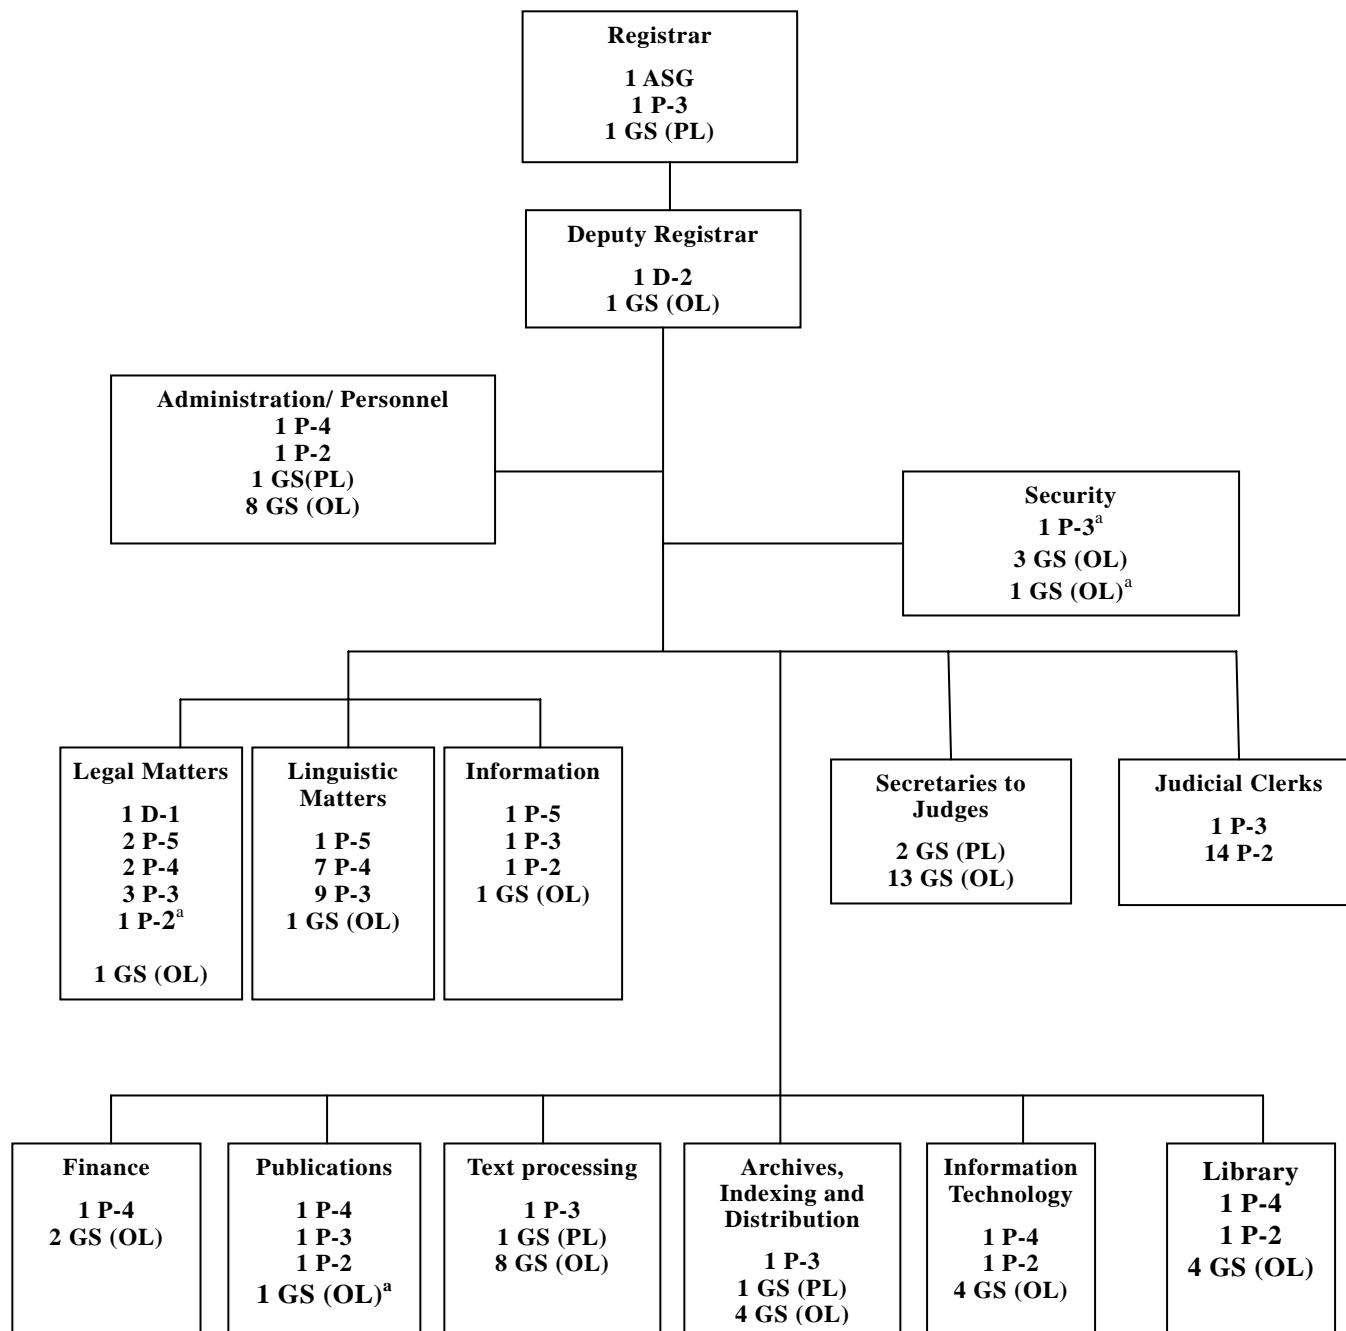 Registrar
1 ASG
1 P-3
1 GS (PL)
Deputy Registrar
1 D-2
1 GS (OL)
Administration/ Personnel
1 P-4
1 P-2
1 GS(PL)
8 GS (OL)
Security
1 P-3a
3 GS (OL)
1 GS (OL)a
Legal Matters
1 D-1
2 P-5
2 P-4
3 P-3
1 P-2a
1 GS (OL)
Linguistic
Matters
1 P-5
7 P-4
9 P-3
1 GS (OL)
Information
1 P-5
1 P-3
1 P-2
1 GS (OL)
Secretaries to
Judges
2 GS (PL)
13 GS (OL)
Judicial Clerks
1 P-3
14 P-2
Finance
1 P-4
2 GS (OL)
Publications
1 P-4
1 P-3
1 P-2
1 GS (OL)a
Text processing
1 P-3
1 GS (PL)
8 GS (OL)
Archives,
Indexing and
Distribution
1 P-3
1 GS (PL)
4 GS (OL)
Information
Technology
1 P-4
1 P-2
4 GS (OL)
Library
1 P-4
1 P-2
4 GS (OL)